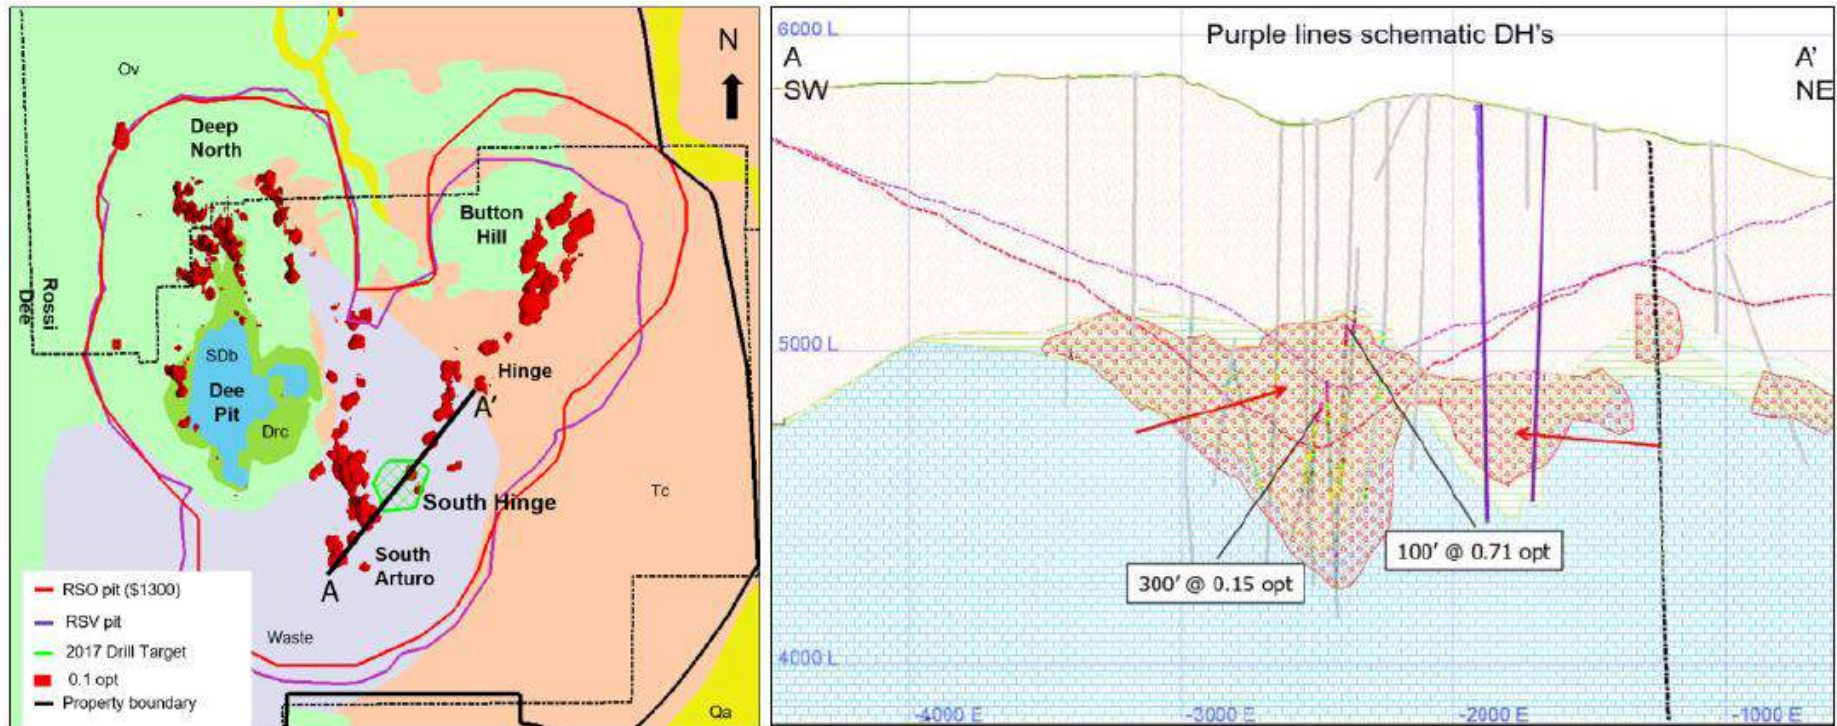 N
Ov
Deep
North
Button
Hill
Rossi
Dee
SDb
Dee
Pit
Drc
Hinge
A'
South Hinge
Tc
South
Arturo
A
Waste
Qa
RSO pit ($1300)
RSV pit
2017 Drill Target
0.1 opt
Property boundary
6000 L
Purple lines schematic DH's
A
SW
A'
NE
5000 L
100' @ 0.71 opt
300' @ 0.15 opt
4000 L
-4000 E
-3000 E
-2000 E
-1000 E